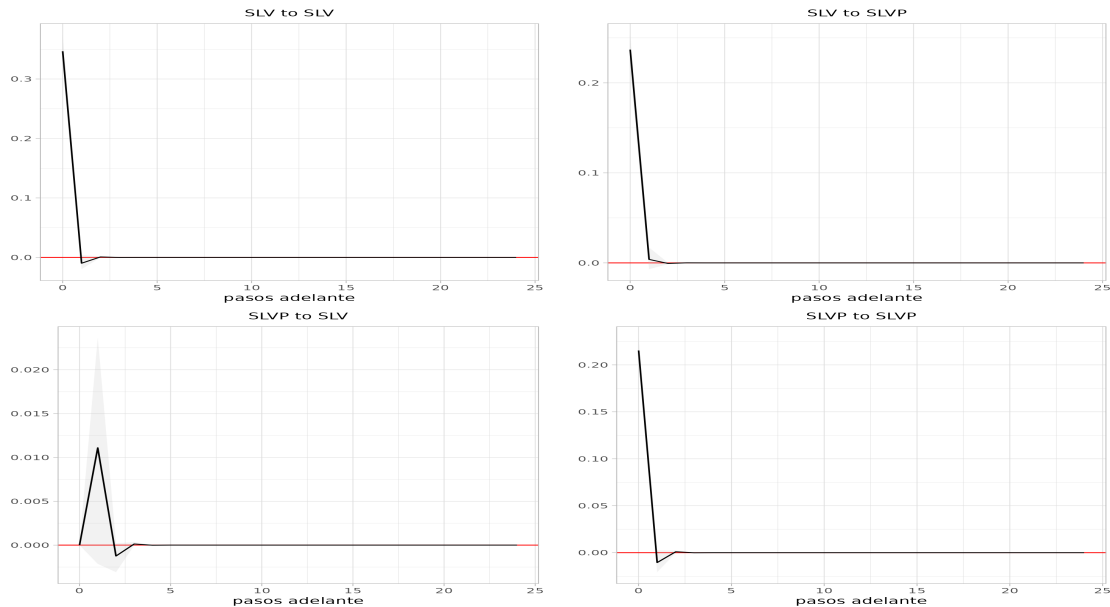 SLV to SLV
0.3
0.2
0.1
0.0
0 5 10 15 20 25
pasos adelante
SLV to SLVP
0.2
0.1
0.0
0 5 10 15 20 25
pasos adelante
SLVP to SLV
0.020
0.015
0.010
0.005
0.000
0 5 10 15 20 25
pasos adelante
SLVP to SLVP
0.20
0.15
0.10
0.05
0.00
0 5 10 15 20 25
pasos adelante